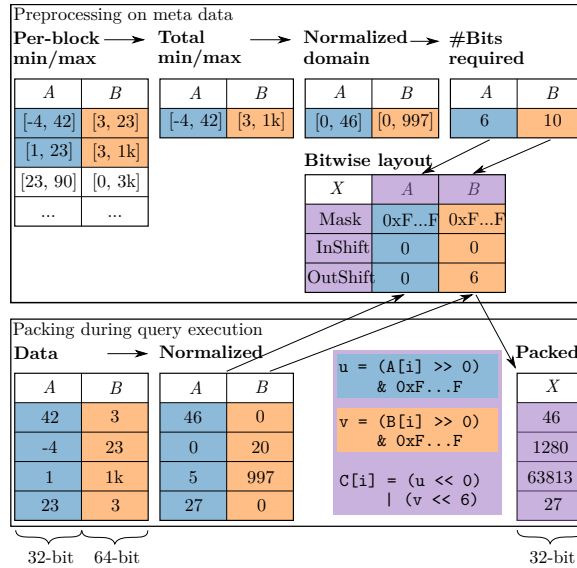 Preprocessing on meta data
Per-block min/max
Total min/max
Normalized domain
#Bits required
A B
[-4, 42] [3, 23]
[1, 23] [3, 1k]
[23, 90] [0, 3k]
... ...
A B
[-4, 42] [3, 1k]
A B
[0, 46] [0, 997]
A B
6 10
Bitwise layout
X A B
Mask 0xF...F 0xF...F
InShift 0 0
OutShift 0 6
Packing during query execution
Data
Normalized
Packed
A B
42 3
-4 23
1 1k
23 3
A B
46 0
0 20
5 997
27 0
u = (A[i] >> 0)
& 0xF...F
v = (B[i] >> 0)
& 0xF...F
C[i] = (u << 0)
| (v << 6)
X
46
1280
63813
27
32-bit 64-bit
32-bit